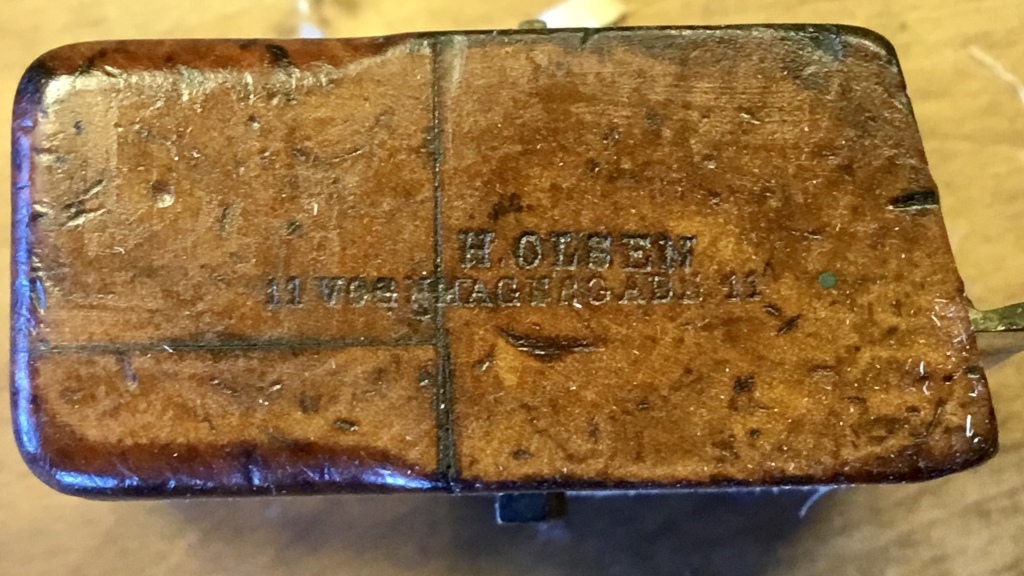 H. OLSEN
11 VOGNMAGERGADE 11